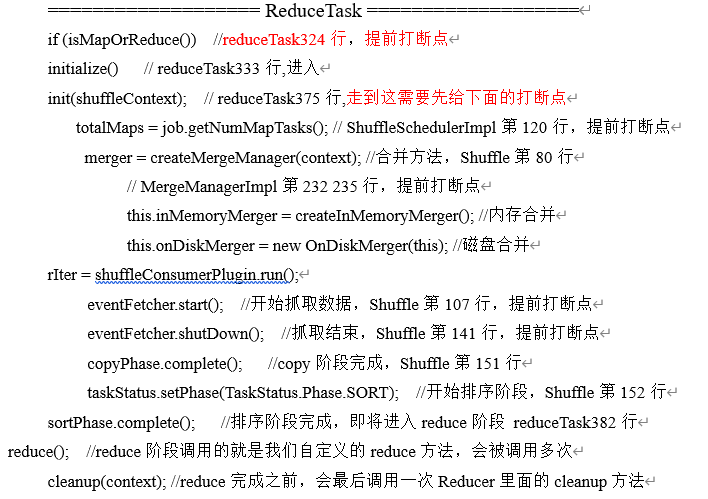 =================== ReduceTask ===================
if (isMapOrReduce()) //reduceTask324 行，提前打断点
initialize() // reduceTask333 行,进入
init(shuffleContext); // reduceTask375 行,走到这需要先给下面的打断点
totalMaps = job.getNumMapTasks(); // ShuffleSchedulerImpl 第 120 行，提前打断点
merger = createMergeManager(context); //合并方法，Shuffle 第 80 行
// MergeManagerImpl 第 232 235 行，提前打断点
this.inMemoryMerger = createInMemoryMerger(); //内存合并
this.onDiskMerger = new OnDiskMerger(this); //磁盘合并
rIter = shuffleConsumerPlugin.run();
eventFetcher.start(); //开始抓取数据，Shuffle 第 107 行，提前打断点
eventFetcher.shutDown(); //抓取结束，Shuffle 第 141 行，提前打断点
copyPhase.complete(); //copy 阶段完成，Shuffle 第 151 行
taskStatus.setPhase(TaskStatus.Phase.SORT); //开始排序阶段，Shuffle 第 152 行
sortPhase.complete(); //排序阶段完成，即将进入 reduce 阶段 reduceTask382 行
reduce(); //reduce 阶段调用的就是我们自定义的 reduce 方法，会被调用多次
cleanup(context); //reduce 完成之前，会最后调用一次 Reducer 里面的 cleanup 方法